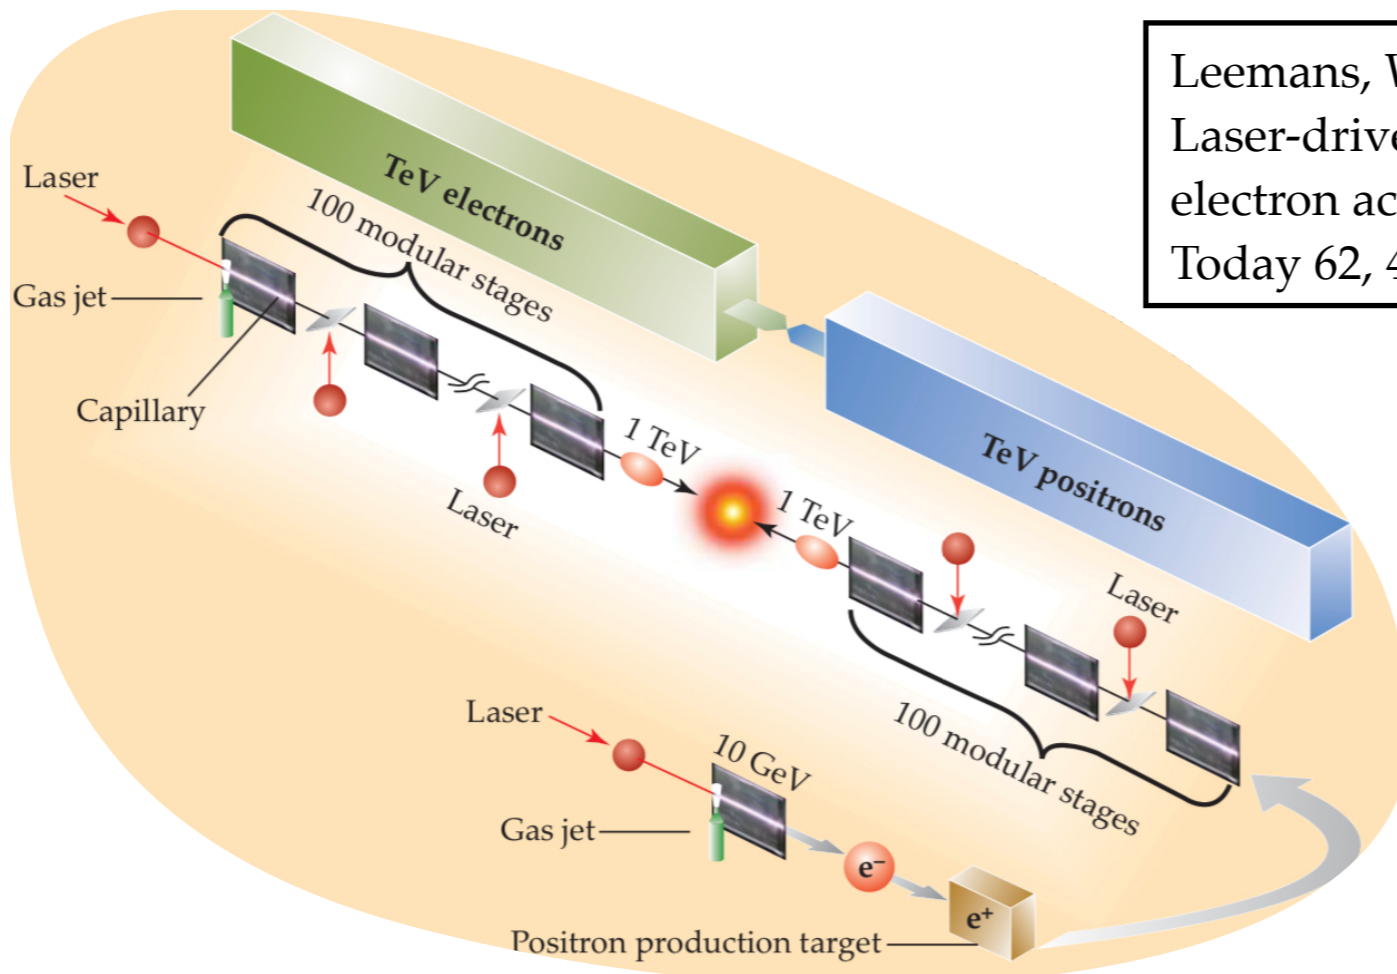 Leemans, W
Laser-drive
electron ac
Today 62, 4
TeV electrons
100 modular stages
Laser
Gas jet
Capillary
1 TeV
Laser
1 TeV
TeV positrons
Laser
100 modular stages
Laser
10 GeV
Gas jet
e⁻
e⁺
Positron production target